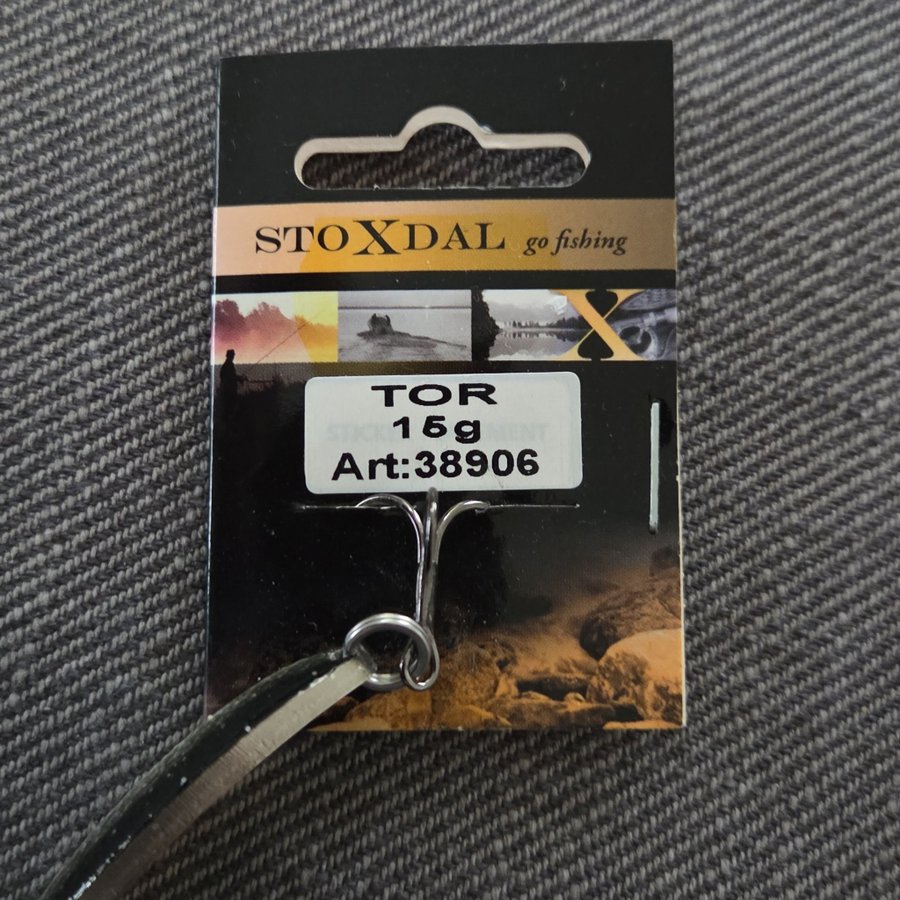 STOXDAL go fishing
X
TOR
15g
Art:38906